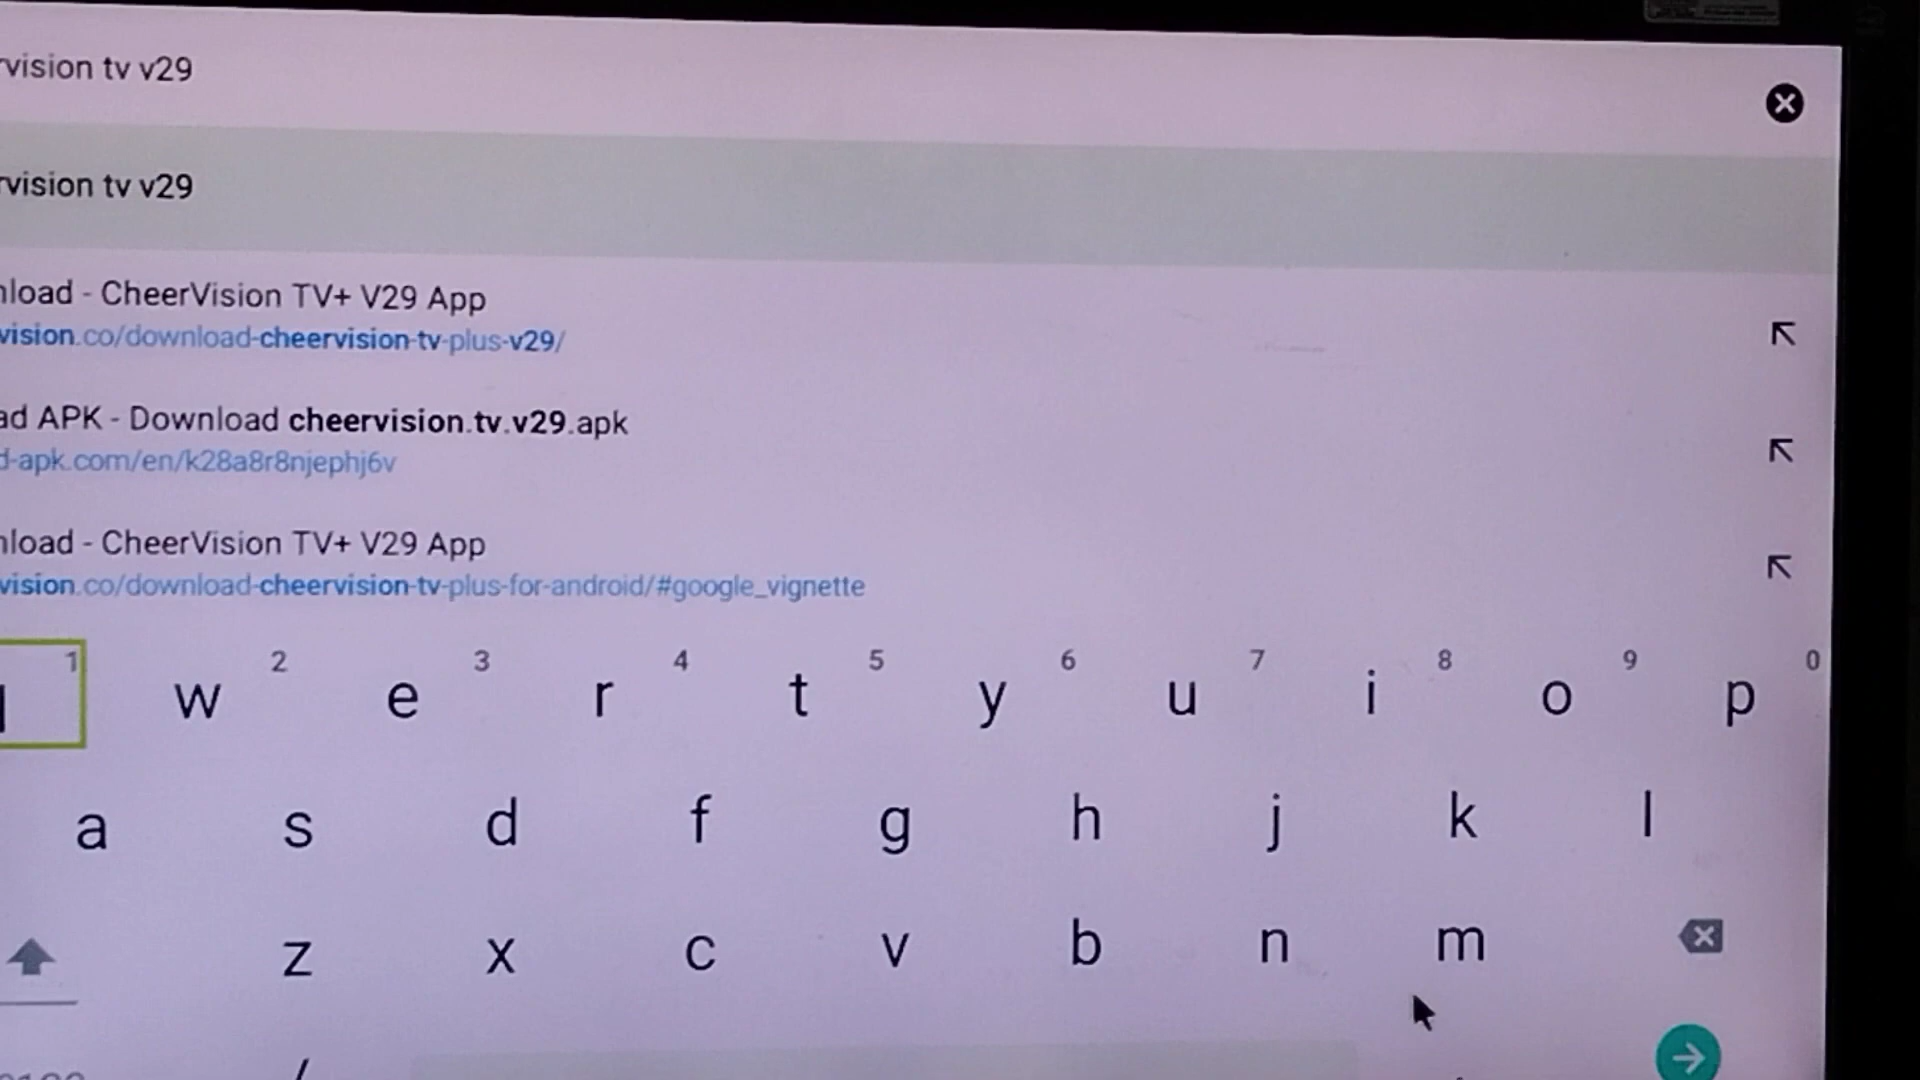 vision tv v29
vision tv v29
load - CheerVision TV+ V29 App
vision.co/download-cheervision-tv-plus-v29/
ad APK - Download cheervision.tv.v29.apk
d-apk.com/en/k28a8r8njephj6v
load - CheerVision TV+ V29 App
vision.co/download-cheervision-tv-plus-for-android/#google_vignette
1 2 3 4 5 6 7 8 9 0
w e r t y u i o p
a s d f g h j k l
z x c v b n m
/